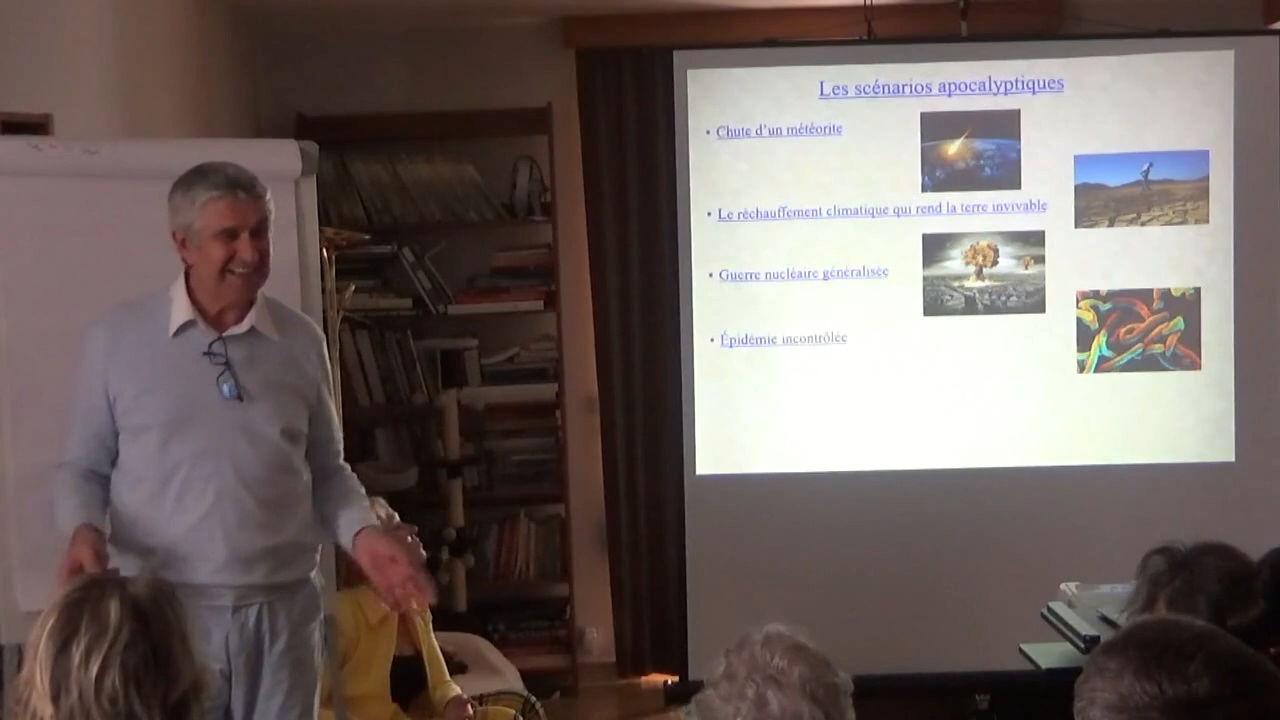 Les scénarios apocalyptiques
• Chute d'un météorite
• Le réchauffement climatique qui rend la terre invivable
• Guerre nucléaire généralisée
• Épidémie incontrôlée